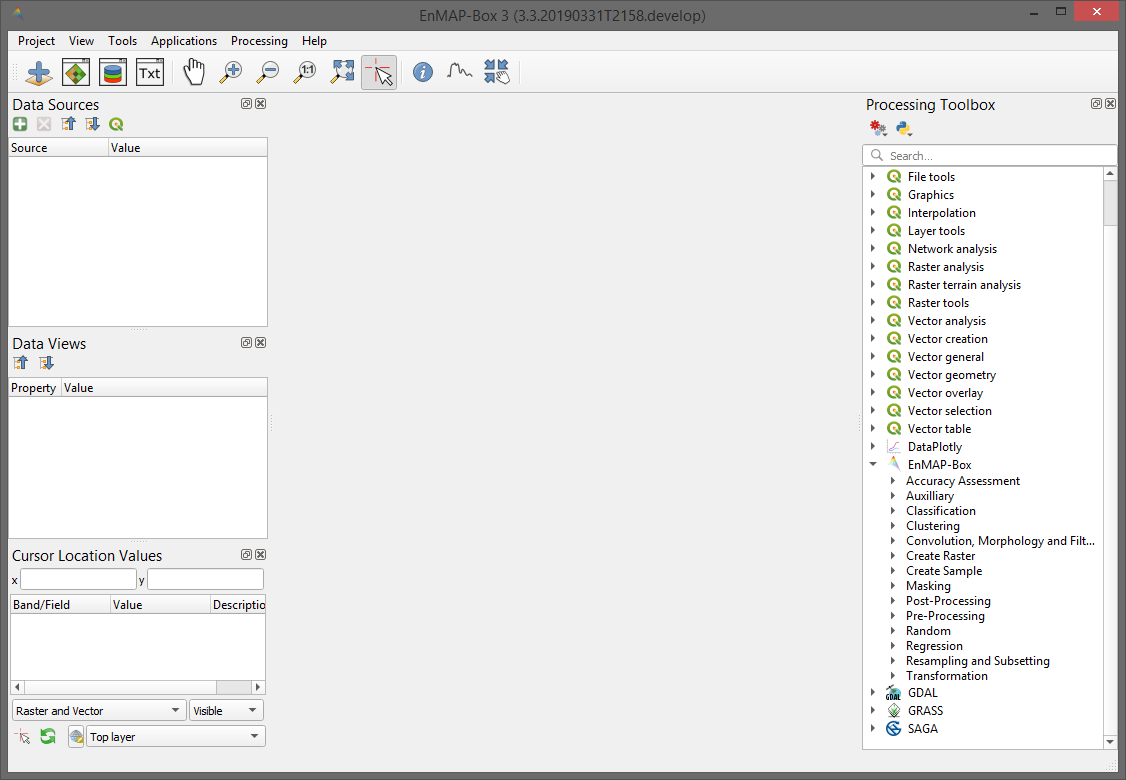 EnMAP-Box 3 (3.3.20190331T2158.develop)
Project View Tools Applications Processing Help
Txt 1:1
Data Sources
Source Value
Data Views
Property Value
Cursor Location Values
x y
Band/Field Value Descriptio
Raster and Vector Visible
Top layer
Processing Toolbox
Search...
File tools
Graphics
Interpolation
Layer tools
Network analysis
Raster analysis
Raster terrain analysis
Raster tools
Vector analysis
Vector creation
Vector general
Vector geometry
Vector overlay
Vector selection
Vector table
DataPlotly
EnMAP-Box
Accuracy Assessment
Auxilliary
Classification
Clustering
Convolution, Morphology and Filt...
Create Raster
Create Sample
Masking
Post-Processing
Pre-Processing
Random
Regression
Resampling and Subsetting
Transformation
GDAL GDAL
GRASS
SAGA